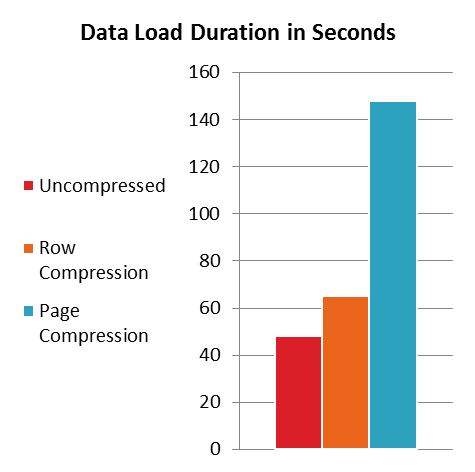 Data Load Duration in Seconds
160
140
120
100
80
60
40
20
0
Uncompressed
Row
Compression
Page
Compression